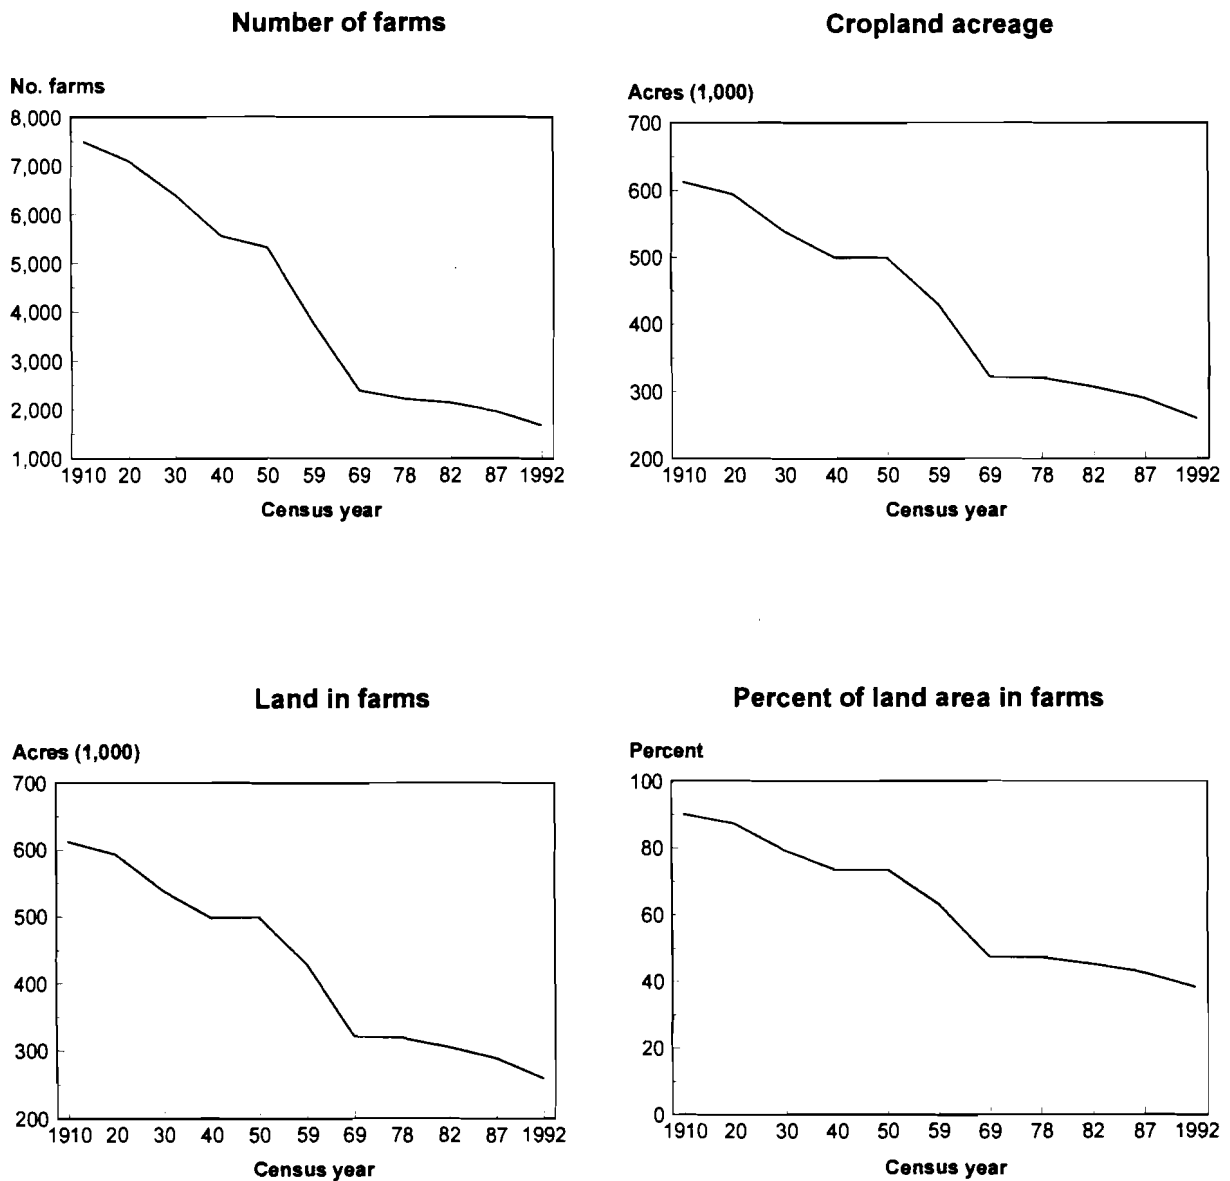 Number of farms
No. farms
8,000
7,000
6,000
5,000
4,000
3,000
2,000
1,000
1910 20 30 40 50 59 69 78 82 87 1992
Census year
Cropland acreage
Acres (1,000)
700
600
500
400
300
200
1910 20 30 40 50 59 69 78 82 87 1992
Census year
Land in farms
Acres (1,000)
700
600
500
400
300
200
1910 20 30 40 50 59 69 78 82 87 1992
Census year
Percent of land area in farms
Percent
100
80
60
40
20
0
1910 20 30 40 50 59 69 78 82 87 1992
Census year